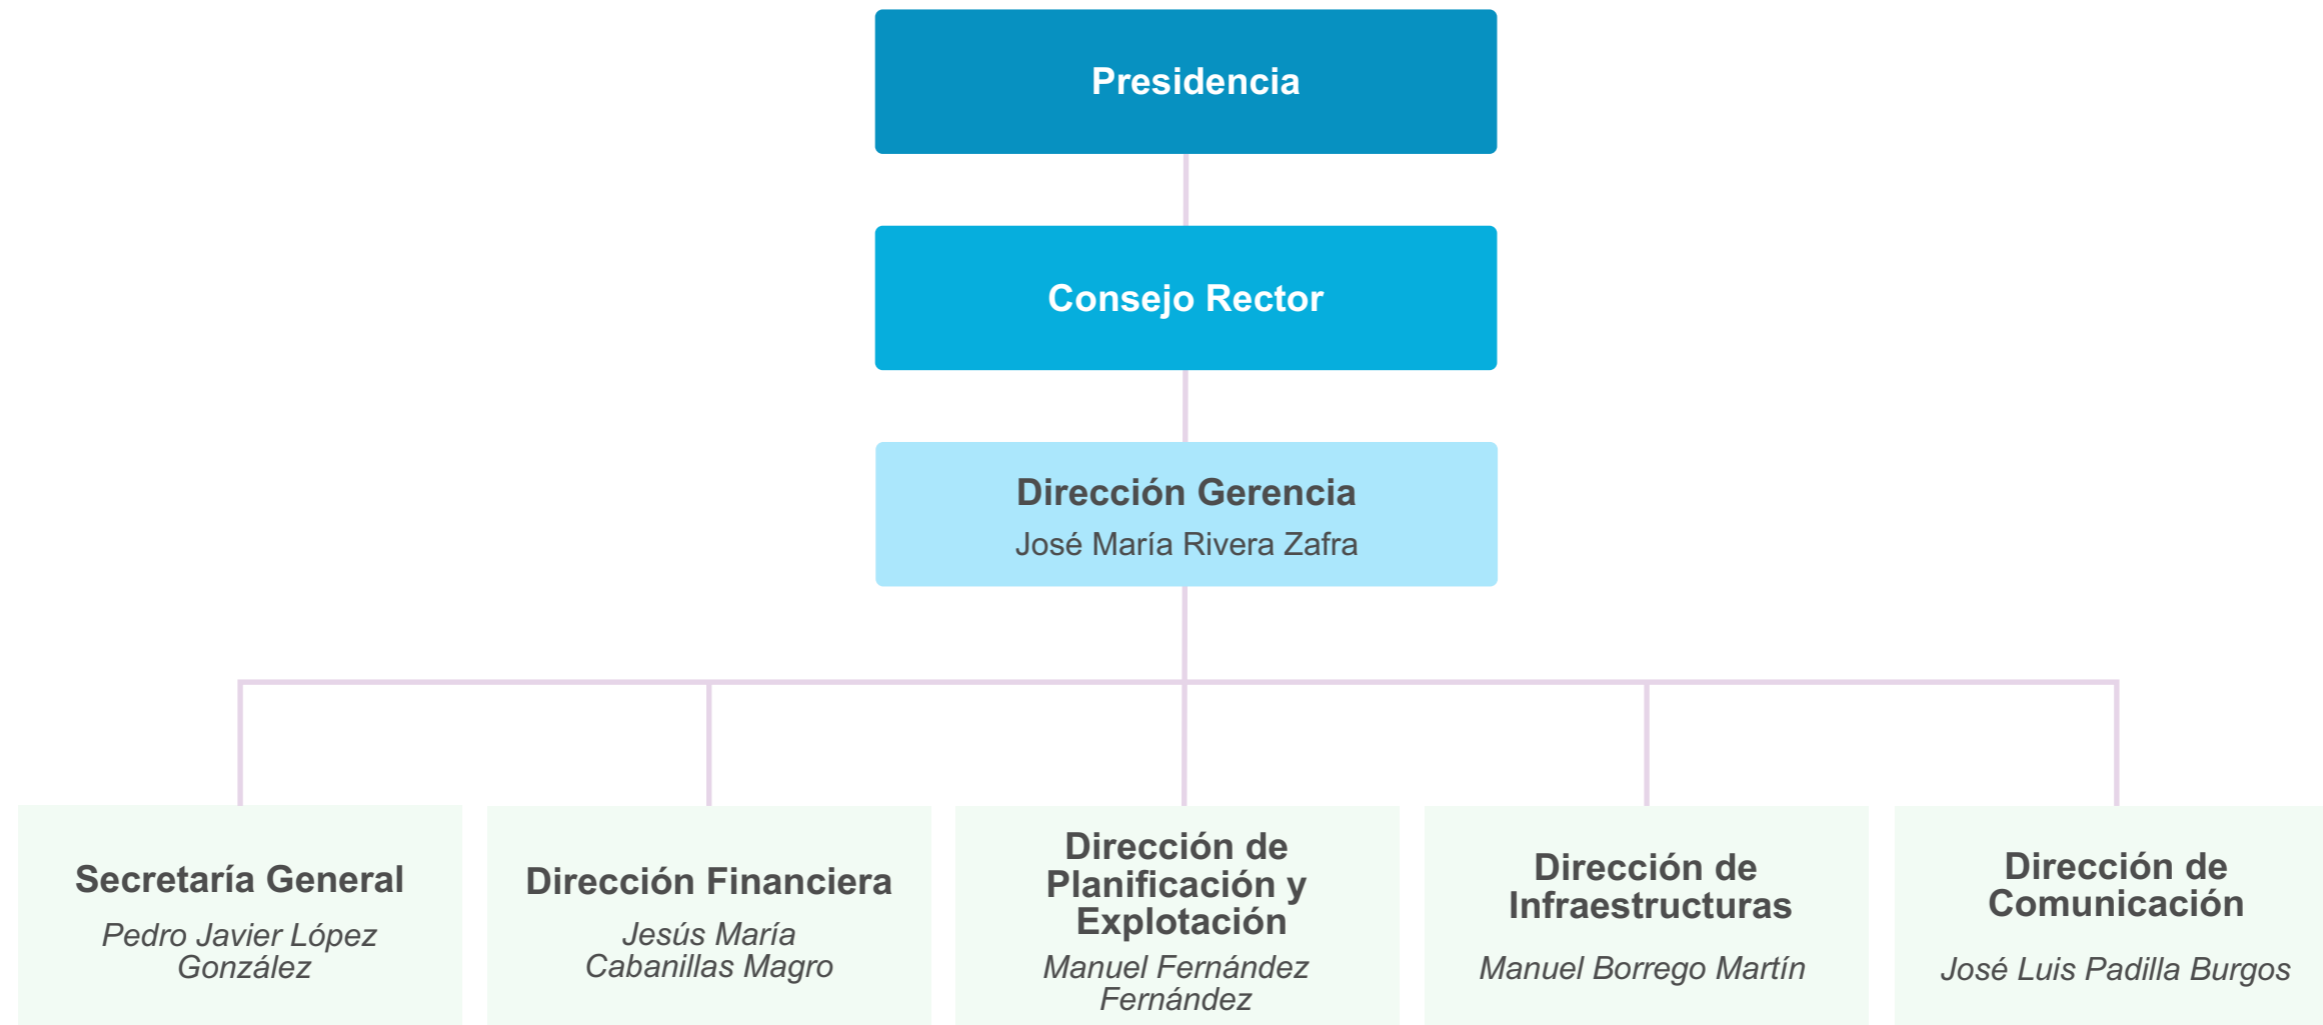 Presidencia
Consejo Rector
Dirección Gerencia
José María Rivera Zafra
Secretaría General
Pedro Javier López
González
Dirección Financiera
Jesús María
Cabanillas Magro
Dirección de
Planificación y
Explotación
Manuel Fernández
Fernández
Dirección de
Infraestructuras
Manuel Borrego Martín
Dirección de
Comunicación
José Luis Padilla Burgos